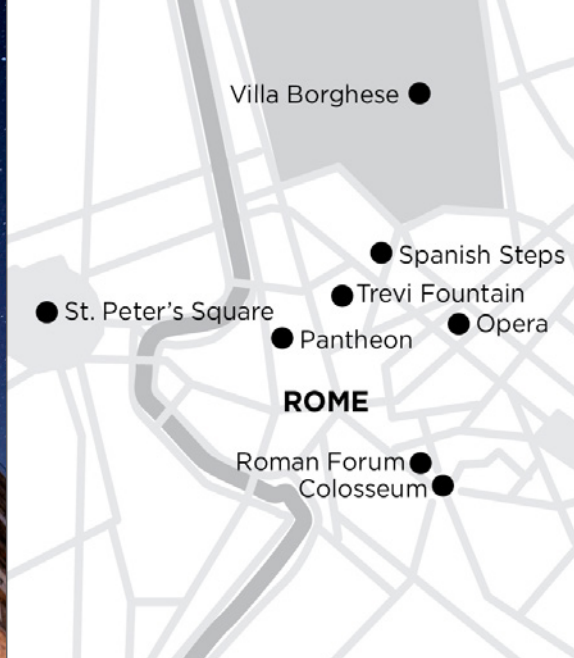 Villa Borghese
Spanish Steps
Trevi Fountain
St. Peter’s Square
Opera
Pantheon
ROME
Roman Forum
Colosseum